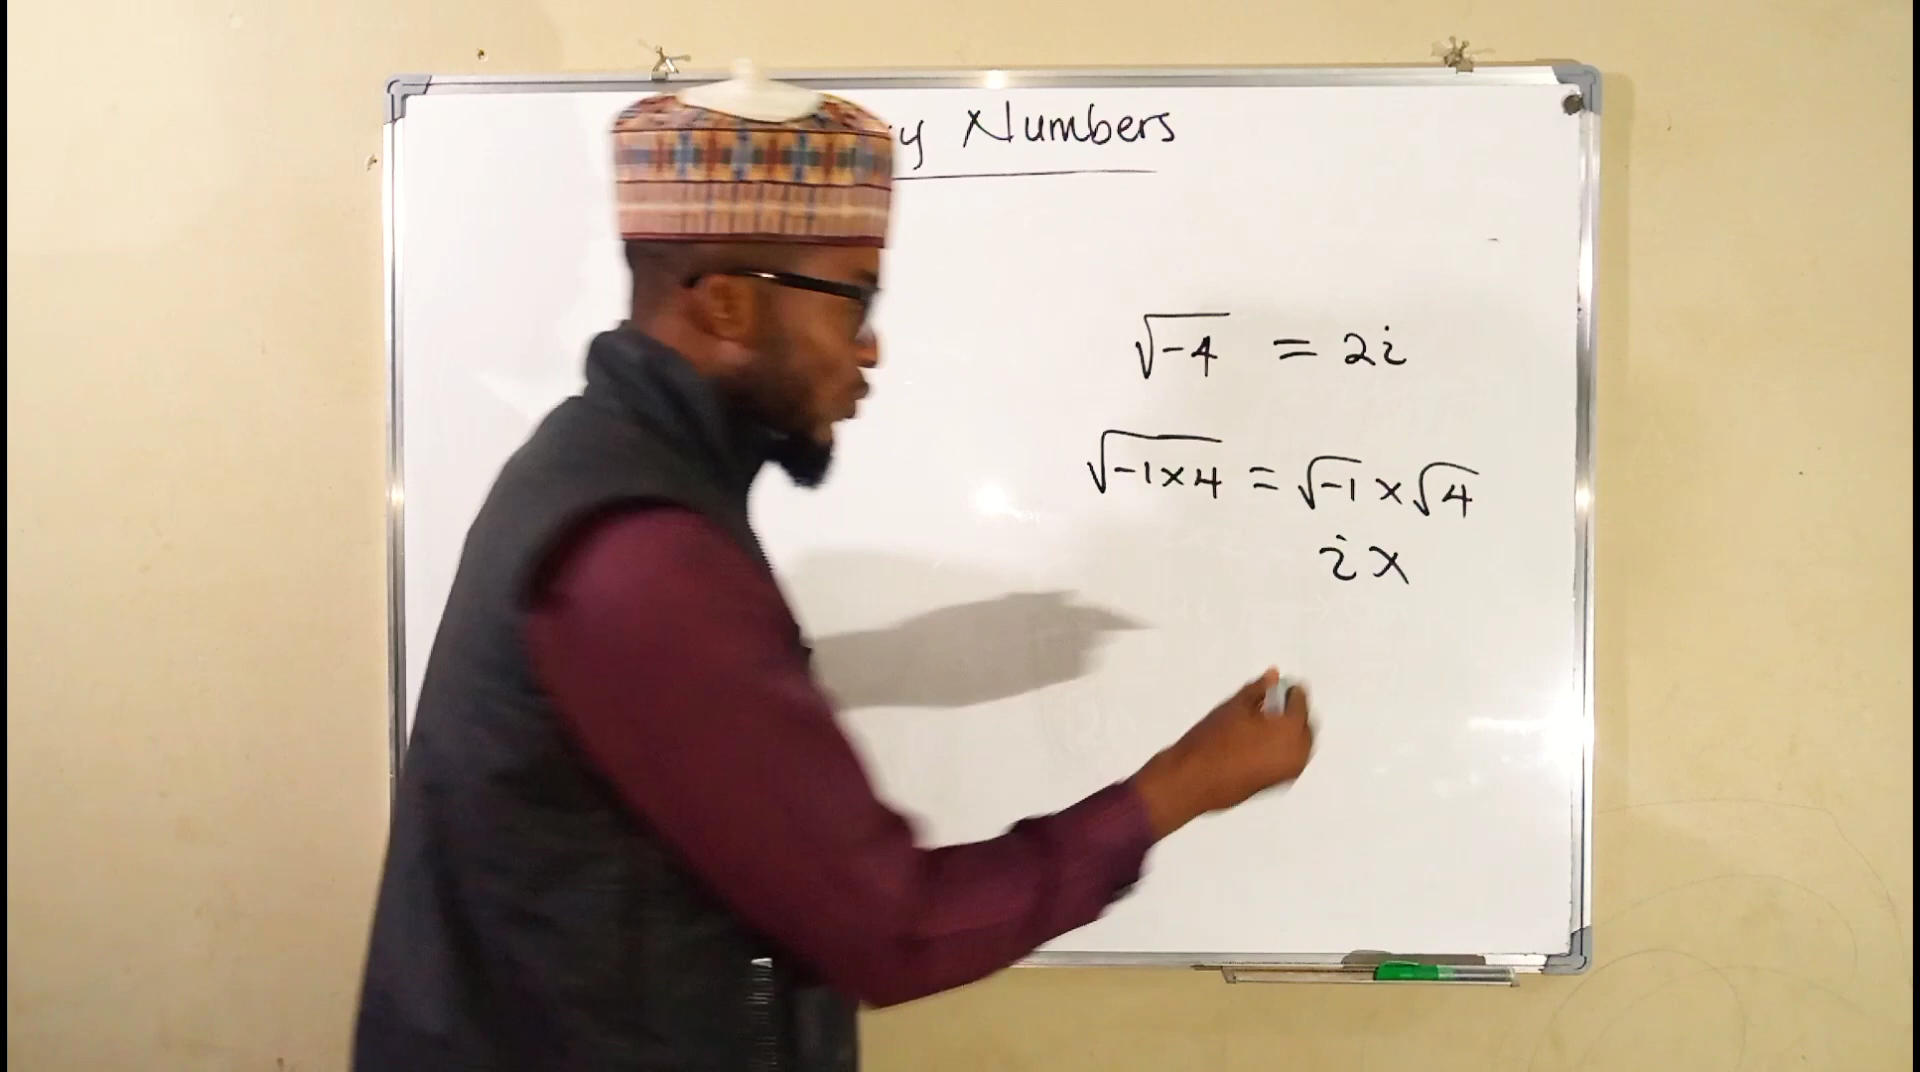 y Numbers
√-4 = 2i
√-1×4 = √-1 × √4
i ×